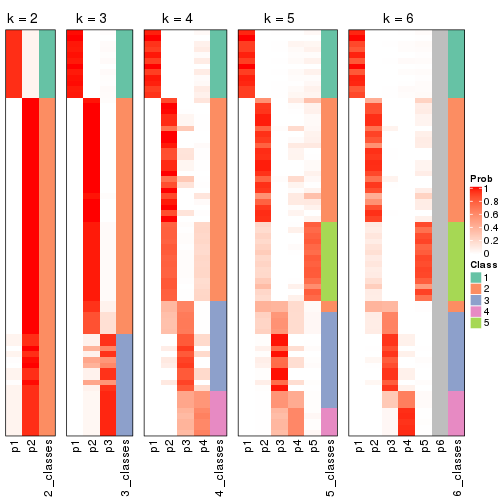 k = 2
k = 3
k = 4
k = 5
k = 6
Prob
1
0.8
0.6
0.4
0.2
0
Class
1
2
3
4
5
p1
p2
2_classes
p1
p2
p3
3_classes
p1
p2
p3
p4
4_classes
p1
p2
p3
p4
p5
5_classes
p1
p2
p3
p4
p5
p6
6_classes